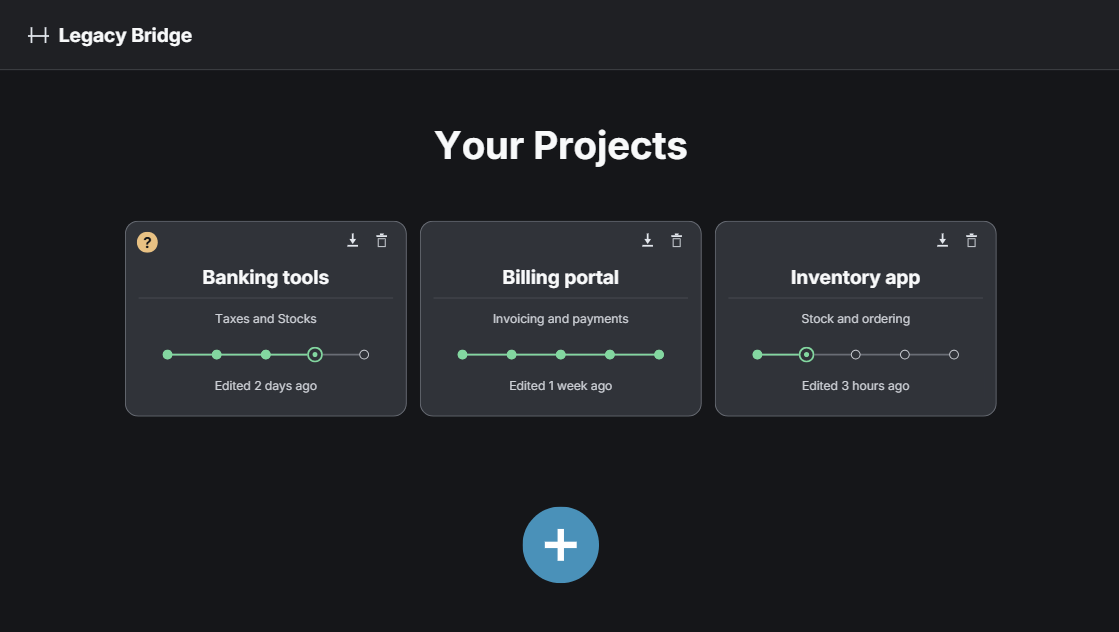 Legacy Bridge
Your Projects
?
Banking tools
Taxes and Stocks
Edited 2 days ago
Billing portal
Invoicing and payments
Edited 1 week ago
Inventory app
Stock and ordering
Edited 3 hours ago